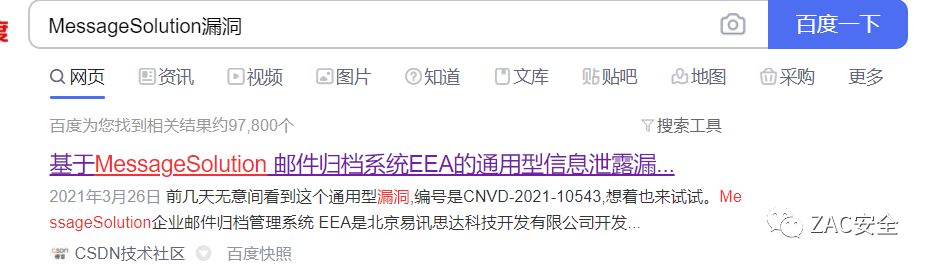 度
MessageSolution漏洞
百度一下
网页 资讯 视频 图片 知道 文库 贴吧 地图 采购 更多
百度为您找到相关结果约97,800个
搜索工具
基于MessageSolution 邮件归档系统EEA的通用型信息泄露漏...
2021年3月26日 前几天无意间看到这个通用型漏洞,编号是CNVD-2021-10543,想着也来试试。Me
ssageSolution企业邮件归档管理系统 EEA是北京易讯思达科技开发有限公司开发...
ZAC安全
CSDN技术社区 百度快照